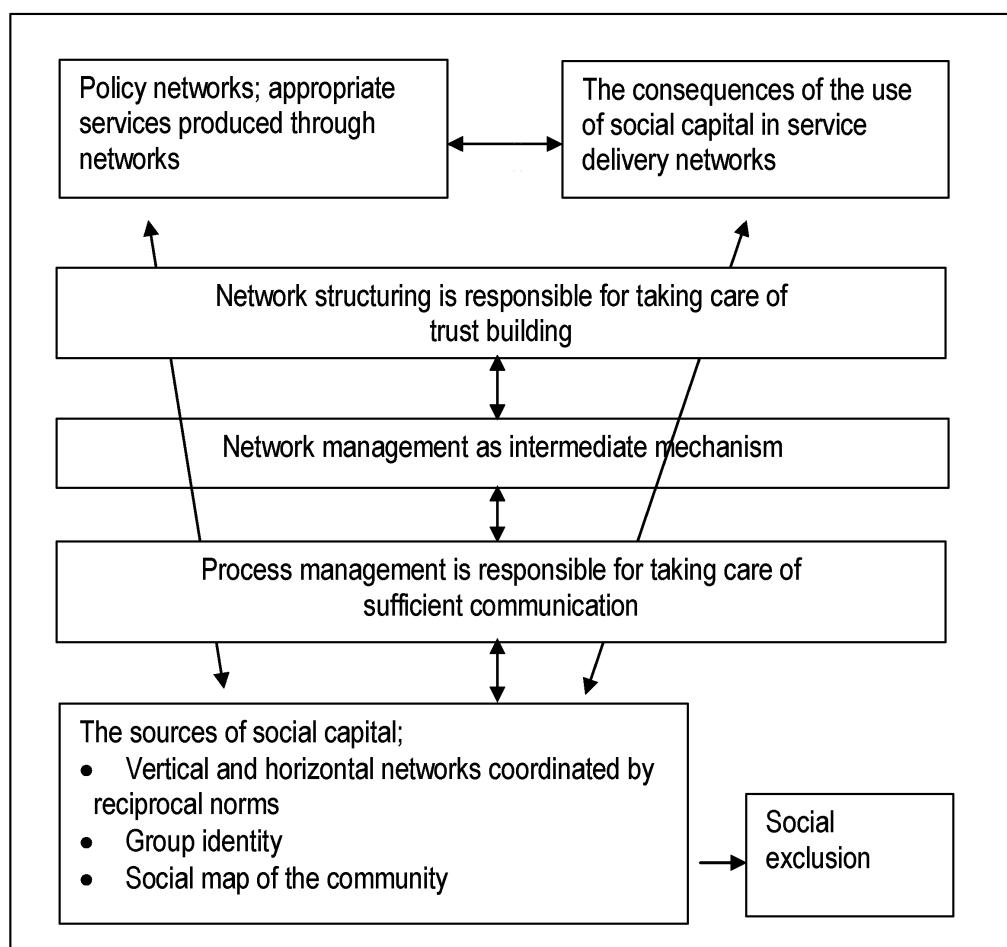 Policy networks; appropriate
services produced through
networks
The consequences of the use
of social capital in service
delivery networks
Network structuring is responsible for taking care of
trust building
Network management as intermediate mechanism
Process management is responsible for taking care of
sufficient communication
The sources of social capital;
● Vertical and horizontal networks coordinated by
reciprocal norms
● Group identity
● Social map of the community
Social
exclusion